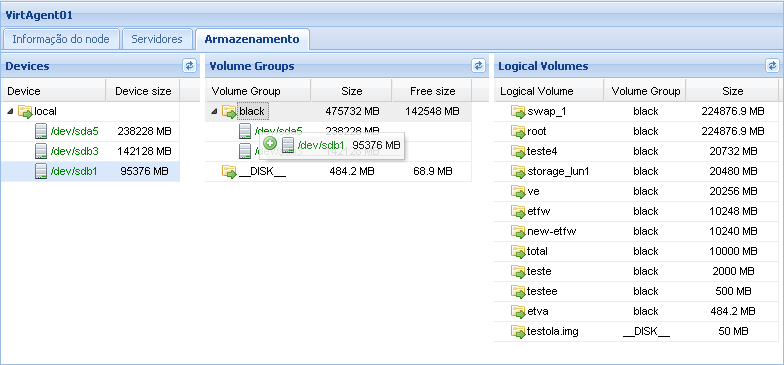 VirtAgent01
Informação do node Servidores Armazenamento
Devices
Device Device size
local
/dev/sda5 238228 MB
/dev/sdb3 142128 MB
/dev/sdb1 95376 MB
Volume Groups
Volume Group Size Free size
black 475732 MB 142548 MB
/dev/sda5 238228 MB
/dev/sdb1 95376 MB
__DISK__ 484.2 MB 68.9 MB
Logical Volumes
Logical Volume Volume Group Size
swap_1 black 224876.9 MB
root black 224876.9 MB
teste4 black 20732 MB
storage_lun1 black 20480 MB
ve black 20256 MB
etfw black 10248 MB
new-etfw black 10240 MB
total black 10000 MB
teste black 2000 MB
testee black 500 MB
etva black 484.2 MB
testola.img __DISK__ 50 MB